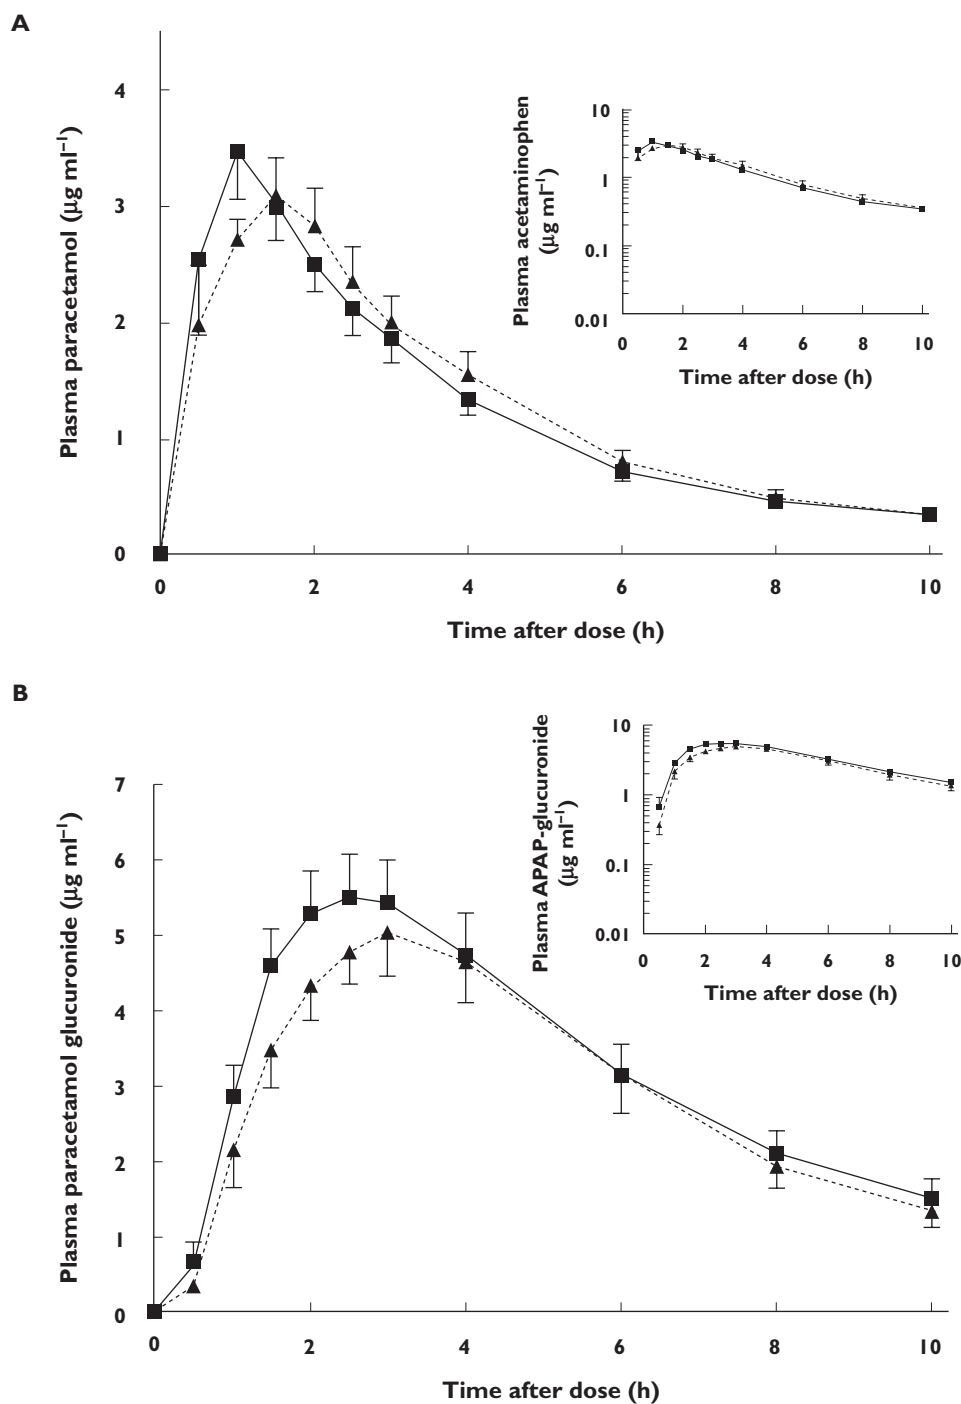 A
Plasma paracetamol (μg ml⁻¹)
4
3
2
1
0
0 2 4 6 8 10
Time after dose (h)
Plasma acetaminophen
(μg ml⁻¹)
10
1
0.1
0.01
0 2 4 6 8 10
Time after dose (h)
B
Plasma paracetamol glucuronide (μg ml⁻¹)
7
6
5
4
3
2
1
0
0 2 4 6 8 10
Time after dose (h)
Plasma APAP-glucuronide
(μg ml⁻¹)
10
1
0.1
0.01
0 2 4 6 8 10
Time after dose (h)